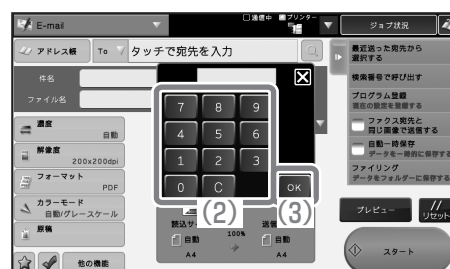 E-mail
通信中
プリンター
ジョブ状況
アドレス帳
To
タッチで宛先を入力
最近送った宛先から
選択する
件名
検索番号で呼び出す
ファイル名
プログラム登録
現在の設定を登録する
7 8 9
4 5 6
1 2 3
0 C
OK
(2)
(3)
ファクス宛先と
同じ画像で送信する
濃度
自動
自動一時保存
データを一時的に保存する
解像度
200x200dpi
ファイリング
データをフォルダーに保存する
フォーマット
PDF
カラーモード
自動/グレースケール
読込サ
100%
送信
自動
A4
自動
A4
プレビュー
リセット
原稿
他の機能
スタート